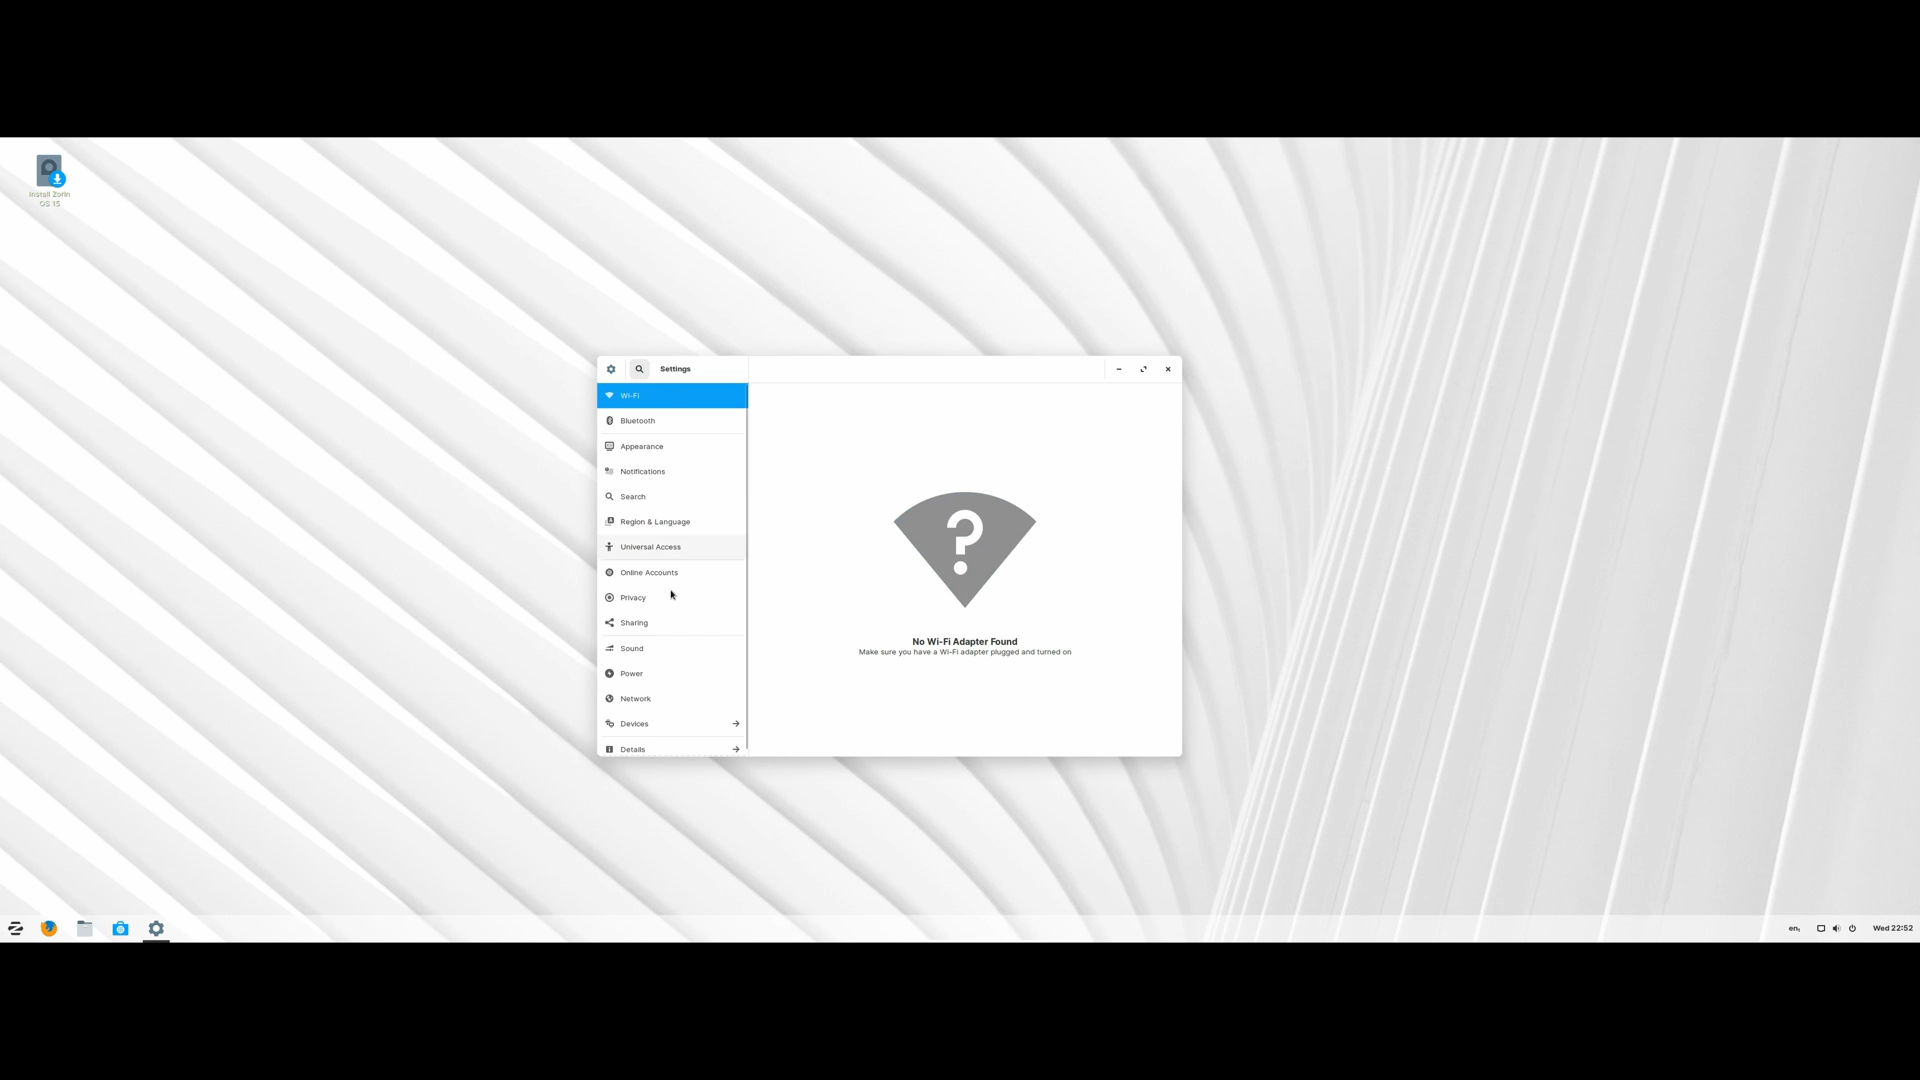 Install Zorin
OS 15
Settings
Wi-Fi
Bluetooth
Appearance
Notifications
Search
Region & Language
Universal Access
Online Accounts
Privacy
Sharing
Sound
Power
Network
Devices
Details
No Wi-Fi Adapter Found
Make sure you have a Wi-Fi adapter plugged and turned on
en₁
Wed 22:52